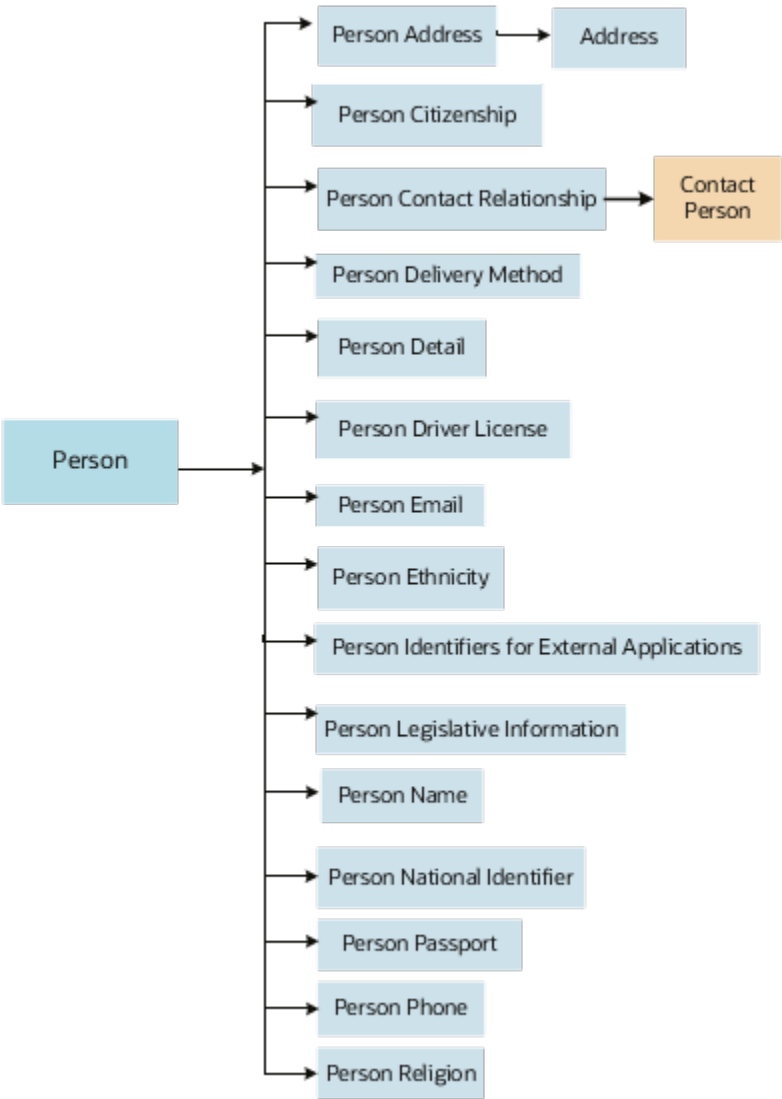 Person Address
Address
Person Citizenship
Person Contact Relationship
Contact
Person
Person Delivery Method
Person Detail
Person Driver License
Person
Person Email
Person Ethnicity
Person Identifiers for External Applications
Person Legislative Information
Person Name
Person National Identifier
Person Passport
Person Phone
Person Religion